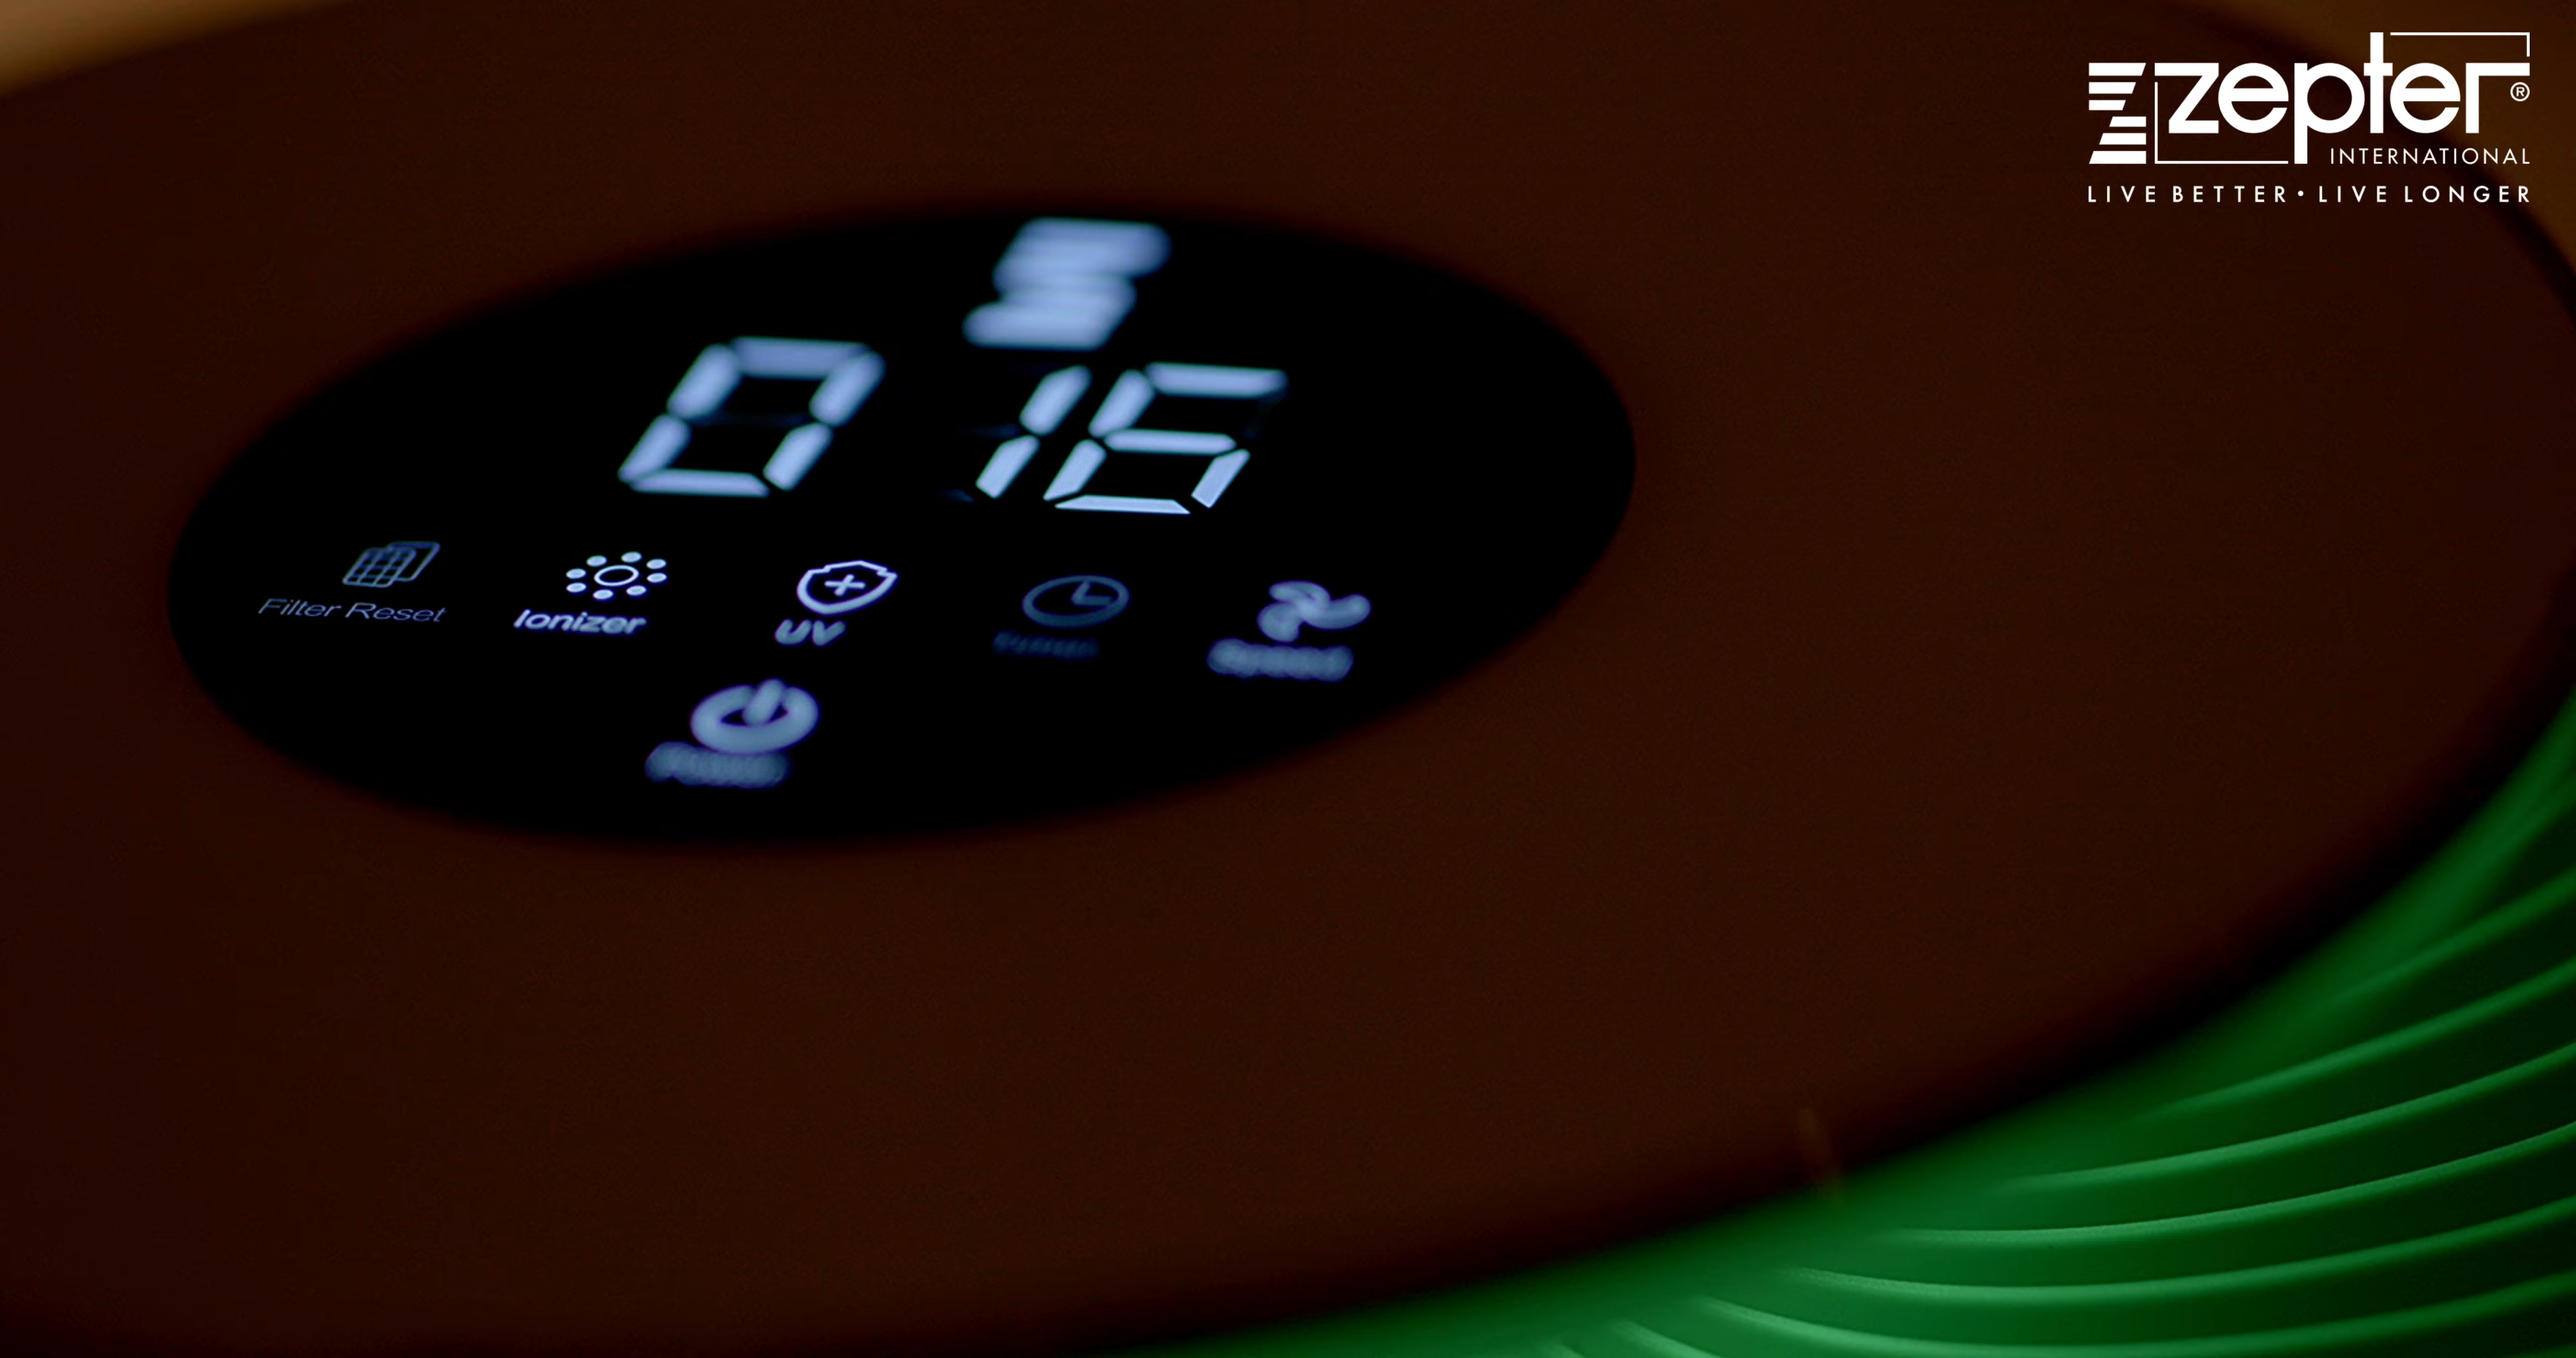 zepter®
INTERNATIONAL
LIVE BETTER • LIVE LONGER
016
Filter Reset
Ionizer
UV